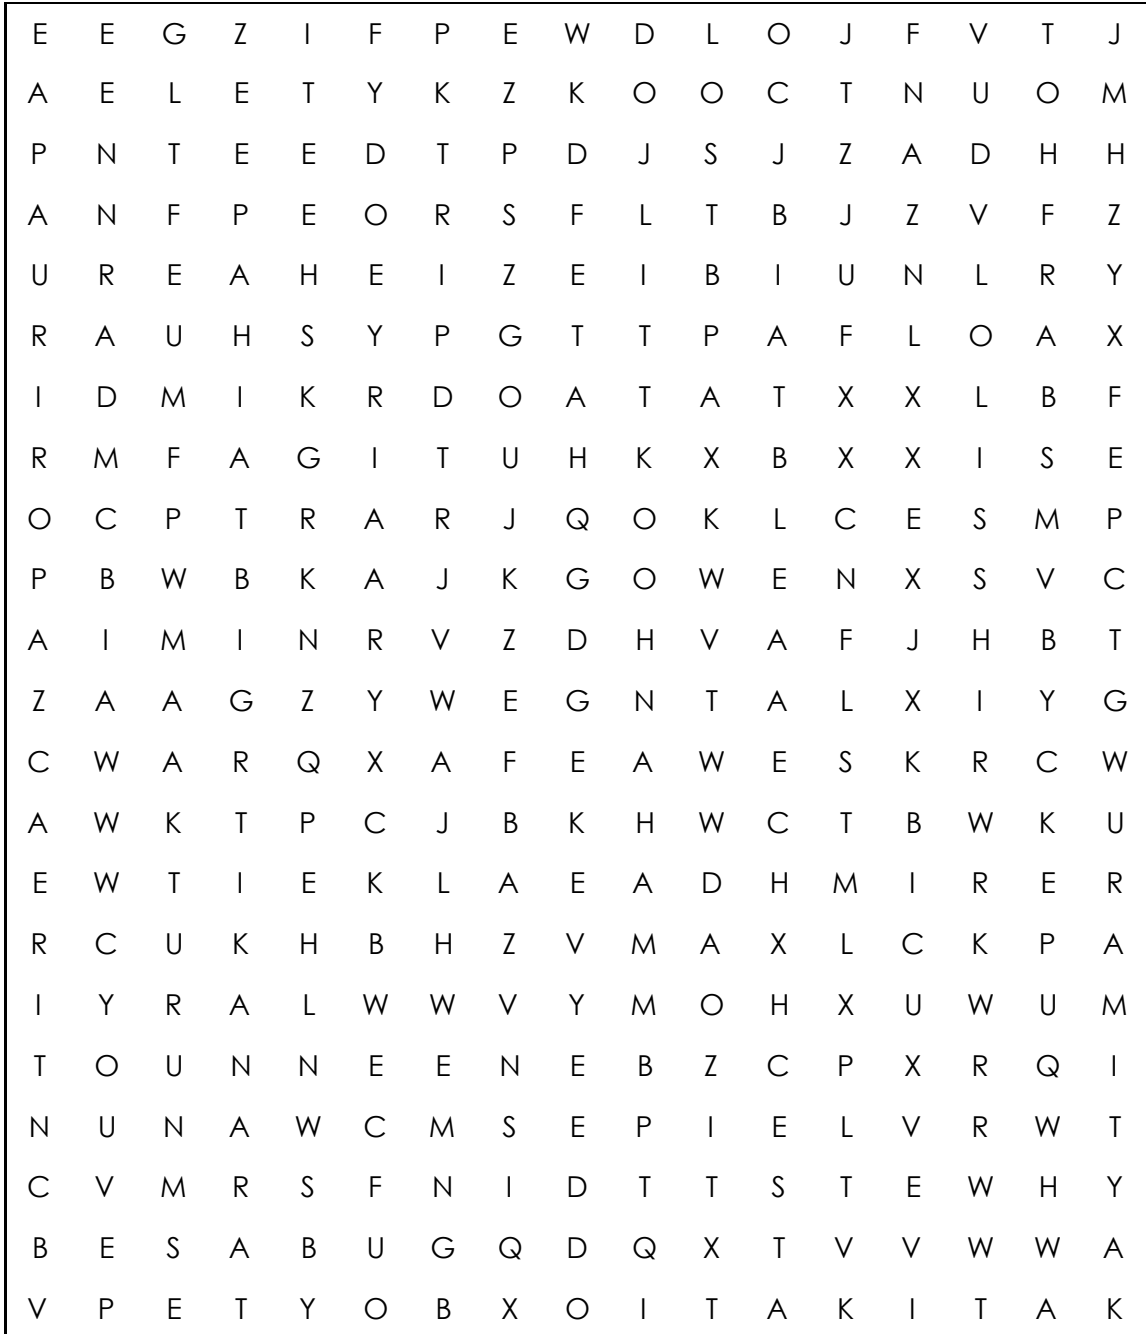 E E G Z I F P E W D L O J F V T J
A E L E T Y K Z K O O C T N U O M
P N T E E D T P D J S J Z A D H H
A N F P E O R S F L T B J Z V F Z
U R E A H E I Z E I B I U N L R Y
R A U H S Y P G T T P A F L O A X
I D M I K R D O A T A T X X L B F
R M F A G I T U H K X B X X I S E
O C P T R A R J Q O K L C E S M P
P B W B K A J K G O W E N X S V C
A I M I N R V Z D H V A F J H B T
Z A A G Z Y W E G N T A L X I Y G
C W A R Q X A F E A W E S K R C W
A W K T P C J B K H W C T B W K U
E W T I E K L A E A D H M I R E R
R C U K H B H Z V M A X L C K P A
I Y R A L W W V Y M O H X U W U M
T O U N N E E N E B Z C P X R Q I
N U N A W C M S E P I E L V R W T
C V M R S F N I D T T S T E W H Y
B E S A B U G Q D Q X T V V W W A
V P E T Y O B X O I T A K I T A K